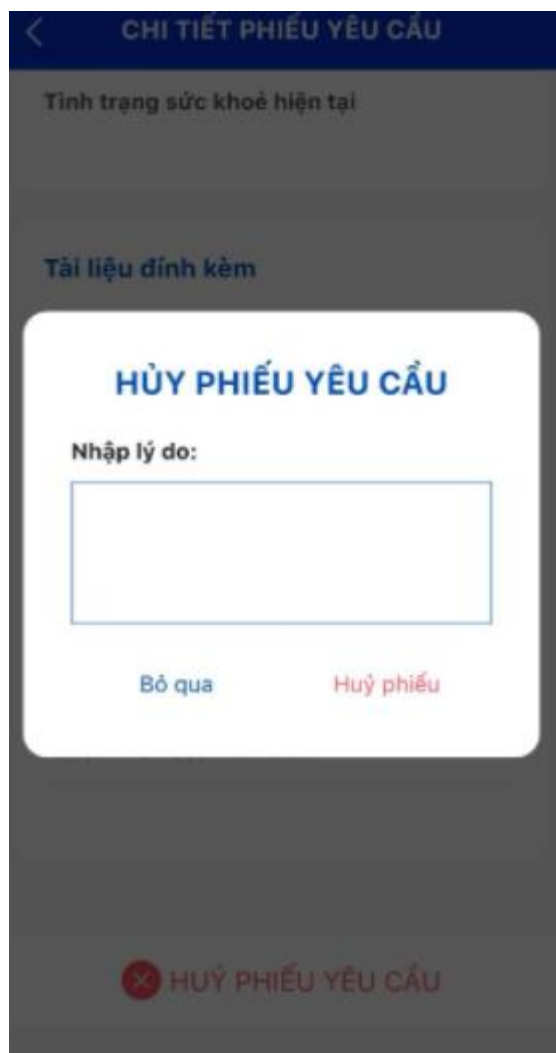 CHI TIẾT PHIẾU YÊU CẦU
Tình trạng sức khoẻ hiện tại
Tài liệu đính kèm
HỦY PHIẾU YÊU CẦU
Nhập lý do:
Bỏ qua
Huỷ phiếu
HUỶ PHIẾU YÊU CẦU